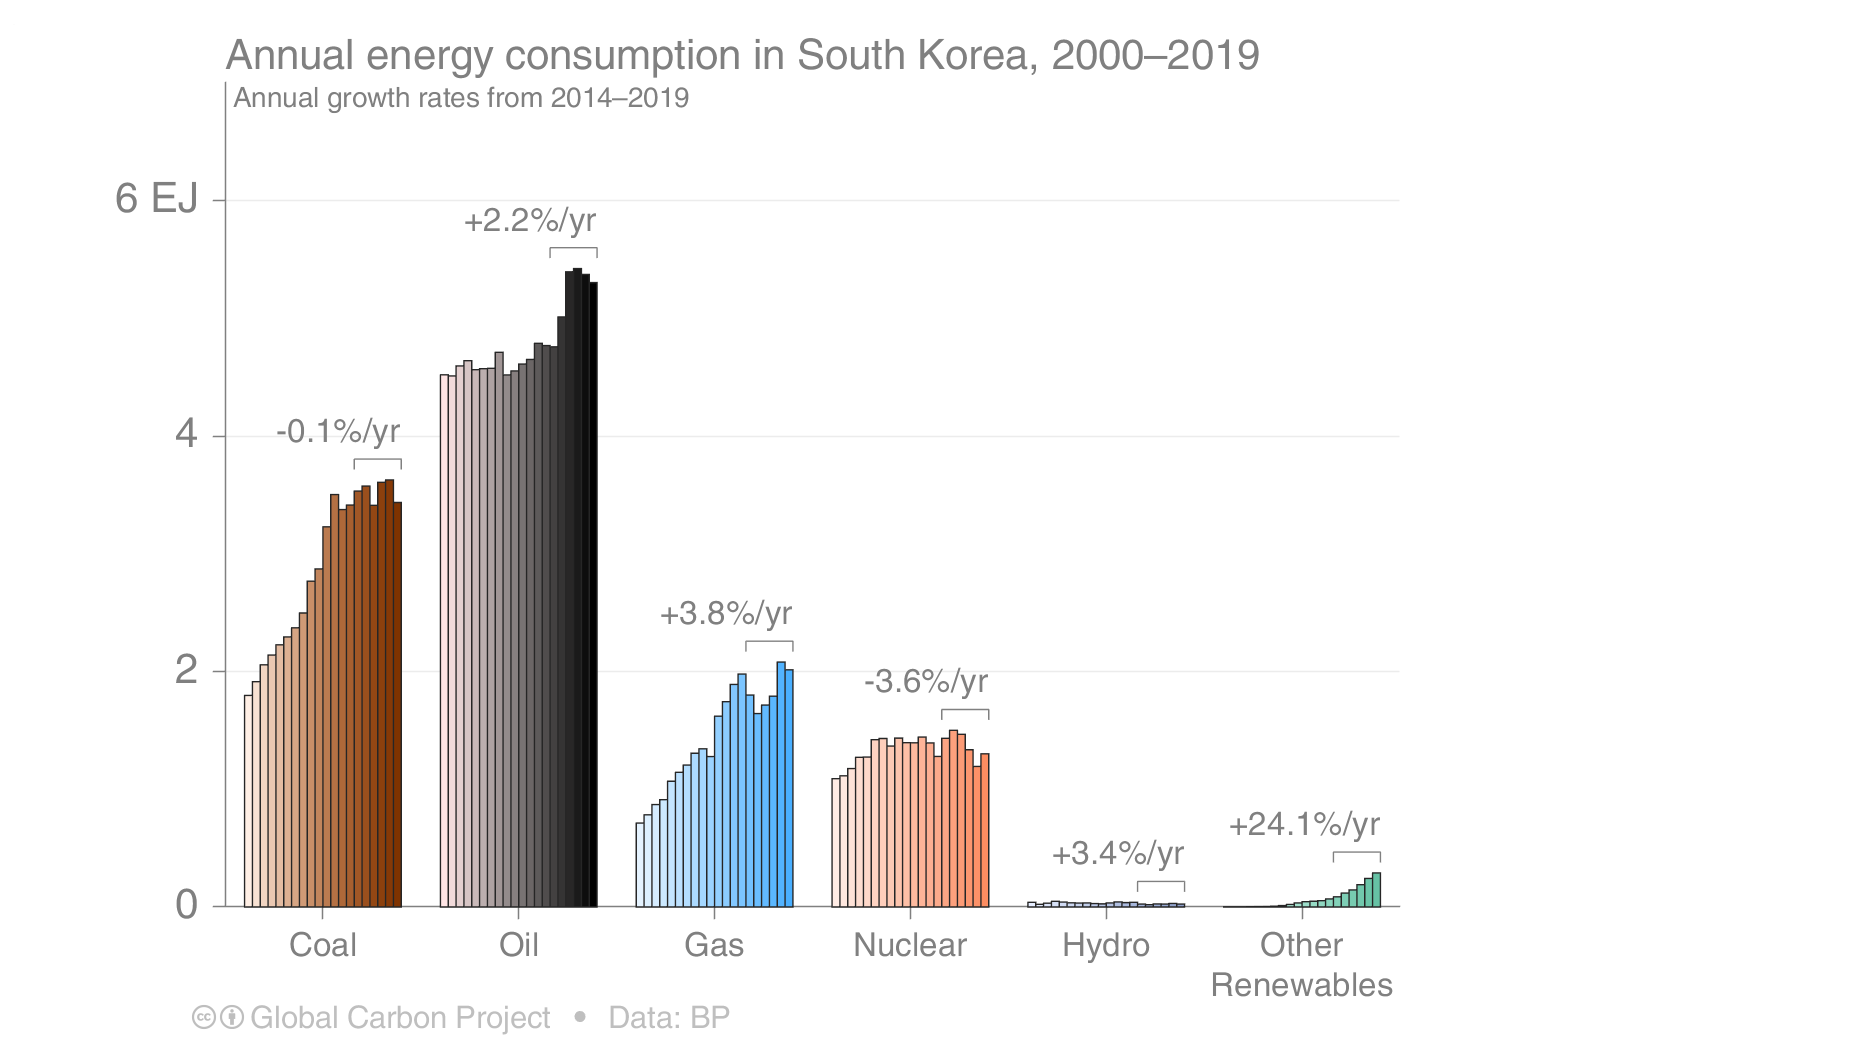 Annual energy consumption in South Korea, 2000–2019
Annual growth rates from 2014–2019
6 EJ
4
2
0
-0.1%/yr
+2.2%/yr
+3.8%/yr
-3.6%/yr
+3.4%/yr
+24.1%/yr
Coal
Oil
Gas
Nuclear
Hydro
Other
Renewables
cc Global Carbon Project • Data: BP